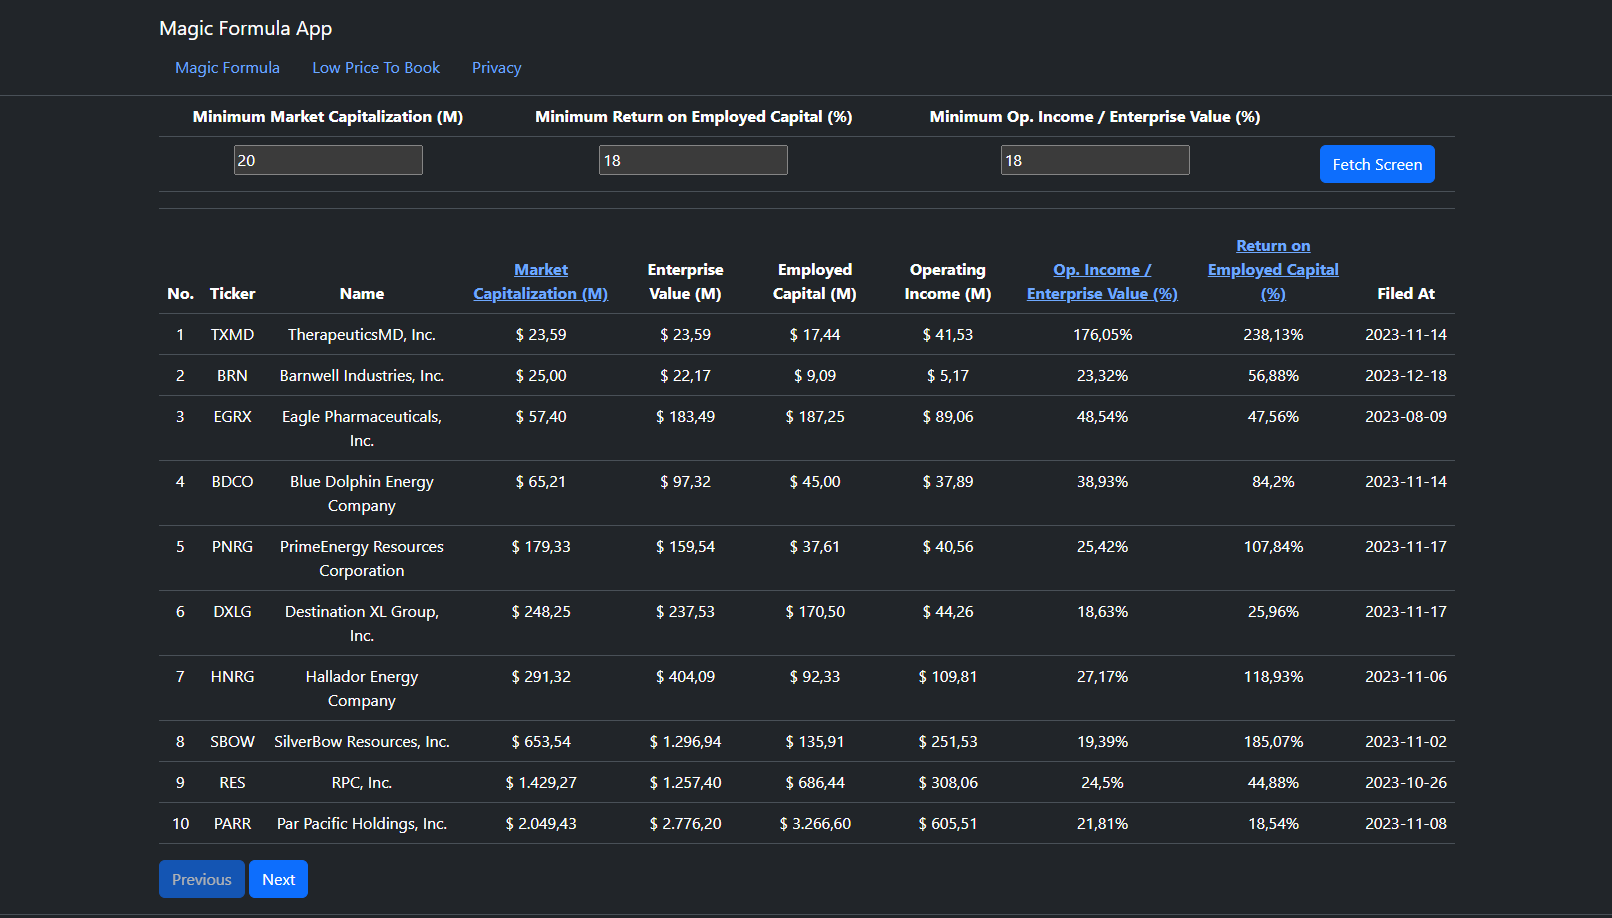 Magic Formula App
Magic Formula Low Price To Book Privacy
Minimum Market Capitalization (M) Minimum Return on Employed Capital (%) Minimum Op. Income / Enterprise Value (%)
20 18 18 Fetch Screen
No. Ticker Name Market Capitalization (M) Enterprise Value (M) Employed Capital (M) Operating Income (M) Op. Income / Enterprise Value (%) Return on Employed Capital (%) Filed At
1 TXMD TherapeuticsMD, Inc. $ 23,59 $ 23,59 $ 17,44 $ 41,53 176,05% 238,13% 2023-11-14
2 BRN Barnwell Industries, Inc. $ 25,00 $ 22,17 $ 9,09 $ 5,17 23,32% 56,88% 2023-12-18
3 EGRX Eagle Pharmaceuticals, Inc. $ 57,40 $ 183,49 $ 187,25 $ 89,06 48,54% 47,56% 2023-08-09
4 BDCO Blue Dolphin Energy Company $ 65,21 $ 97,32 $ 45,00 $ 37,89 38,93% 84,2% 2023-11-14
5 PNRG PrimeEnergy Resources Corporation $ 179,33 $ 159,54 $ 37,61 $ 40,56 25,42% 107,84% 2023-11-17
6 DXLG Destination XL Group, Inc. $ 248,25 $ 237,53 $ 170,50 $ 44,26 18,63% 25,96% 2023-11-17
7 HNRG Hallador Energy Company $ 291,32 $ 404,09 $ 92,33 $ 109,81 27,17% 118,93% 2023-11-06
8 SBOW SilverBow Resources, Inc. $ 653,54 $ 1.296,94 $ 135,91 $ 251,53 19,39% 185,07% 2023-11-02
9 RES RPC, Inc. $ 1.429,27 $ 1.257,40 $ 686,44 $ 308,06 24,5% 44,88% 2023-10-26
10 PARR Par Pacific Holdings, Inc. $ 2.049,43 $ 2.776,20 $ 3.266,60 $ 605,51 21,81% 18,54% 2023-11-08
Previous Next